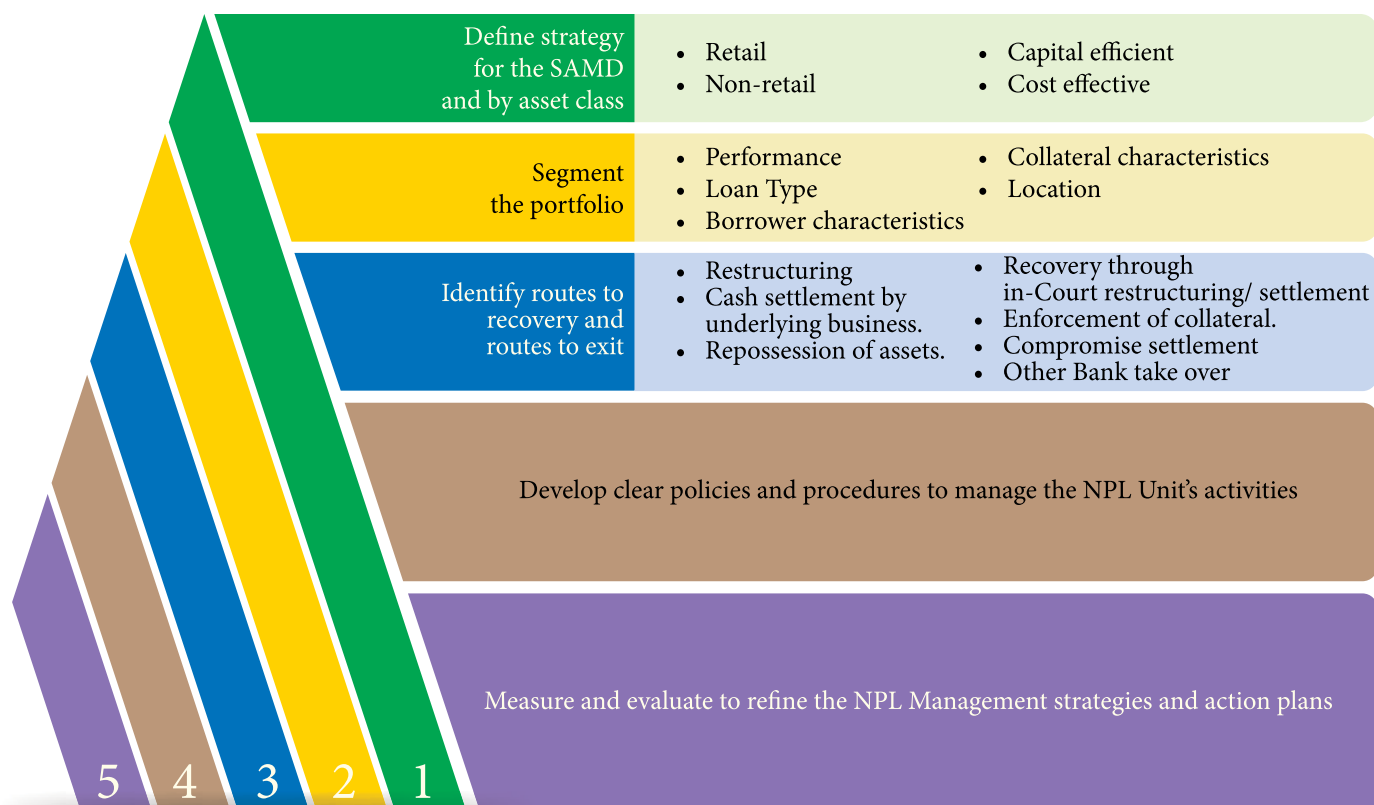 Define strategy
for the SAMD
and by asset class
• Retail
• Non-retail
• Capital efficient
• Cost effective
Segment
the portfolio
• Performance
• Loan Type
• Borrower characteristics
• Collateral characteristics
• Location
Identify routes to
recovery and
routes to exit
• Restructuring
• Cash settlement by
underlying business.
• Repossession of assets.
• Recovery through
in-Court restructuring/ settlement
• Enforcement of collateral.
• Compromise settlement
• Other Bank take over
Develop clear policies and procedures to manage the NPL Unit’s activities
Measure and evaluate to refine the NPL Management strategies and action plans
5 4 3 2 1